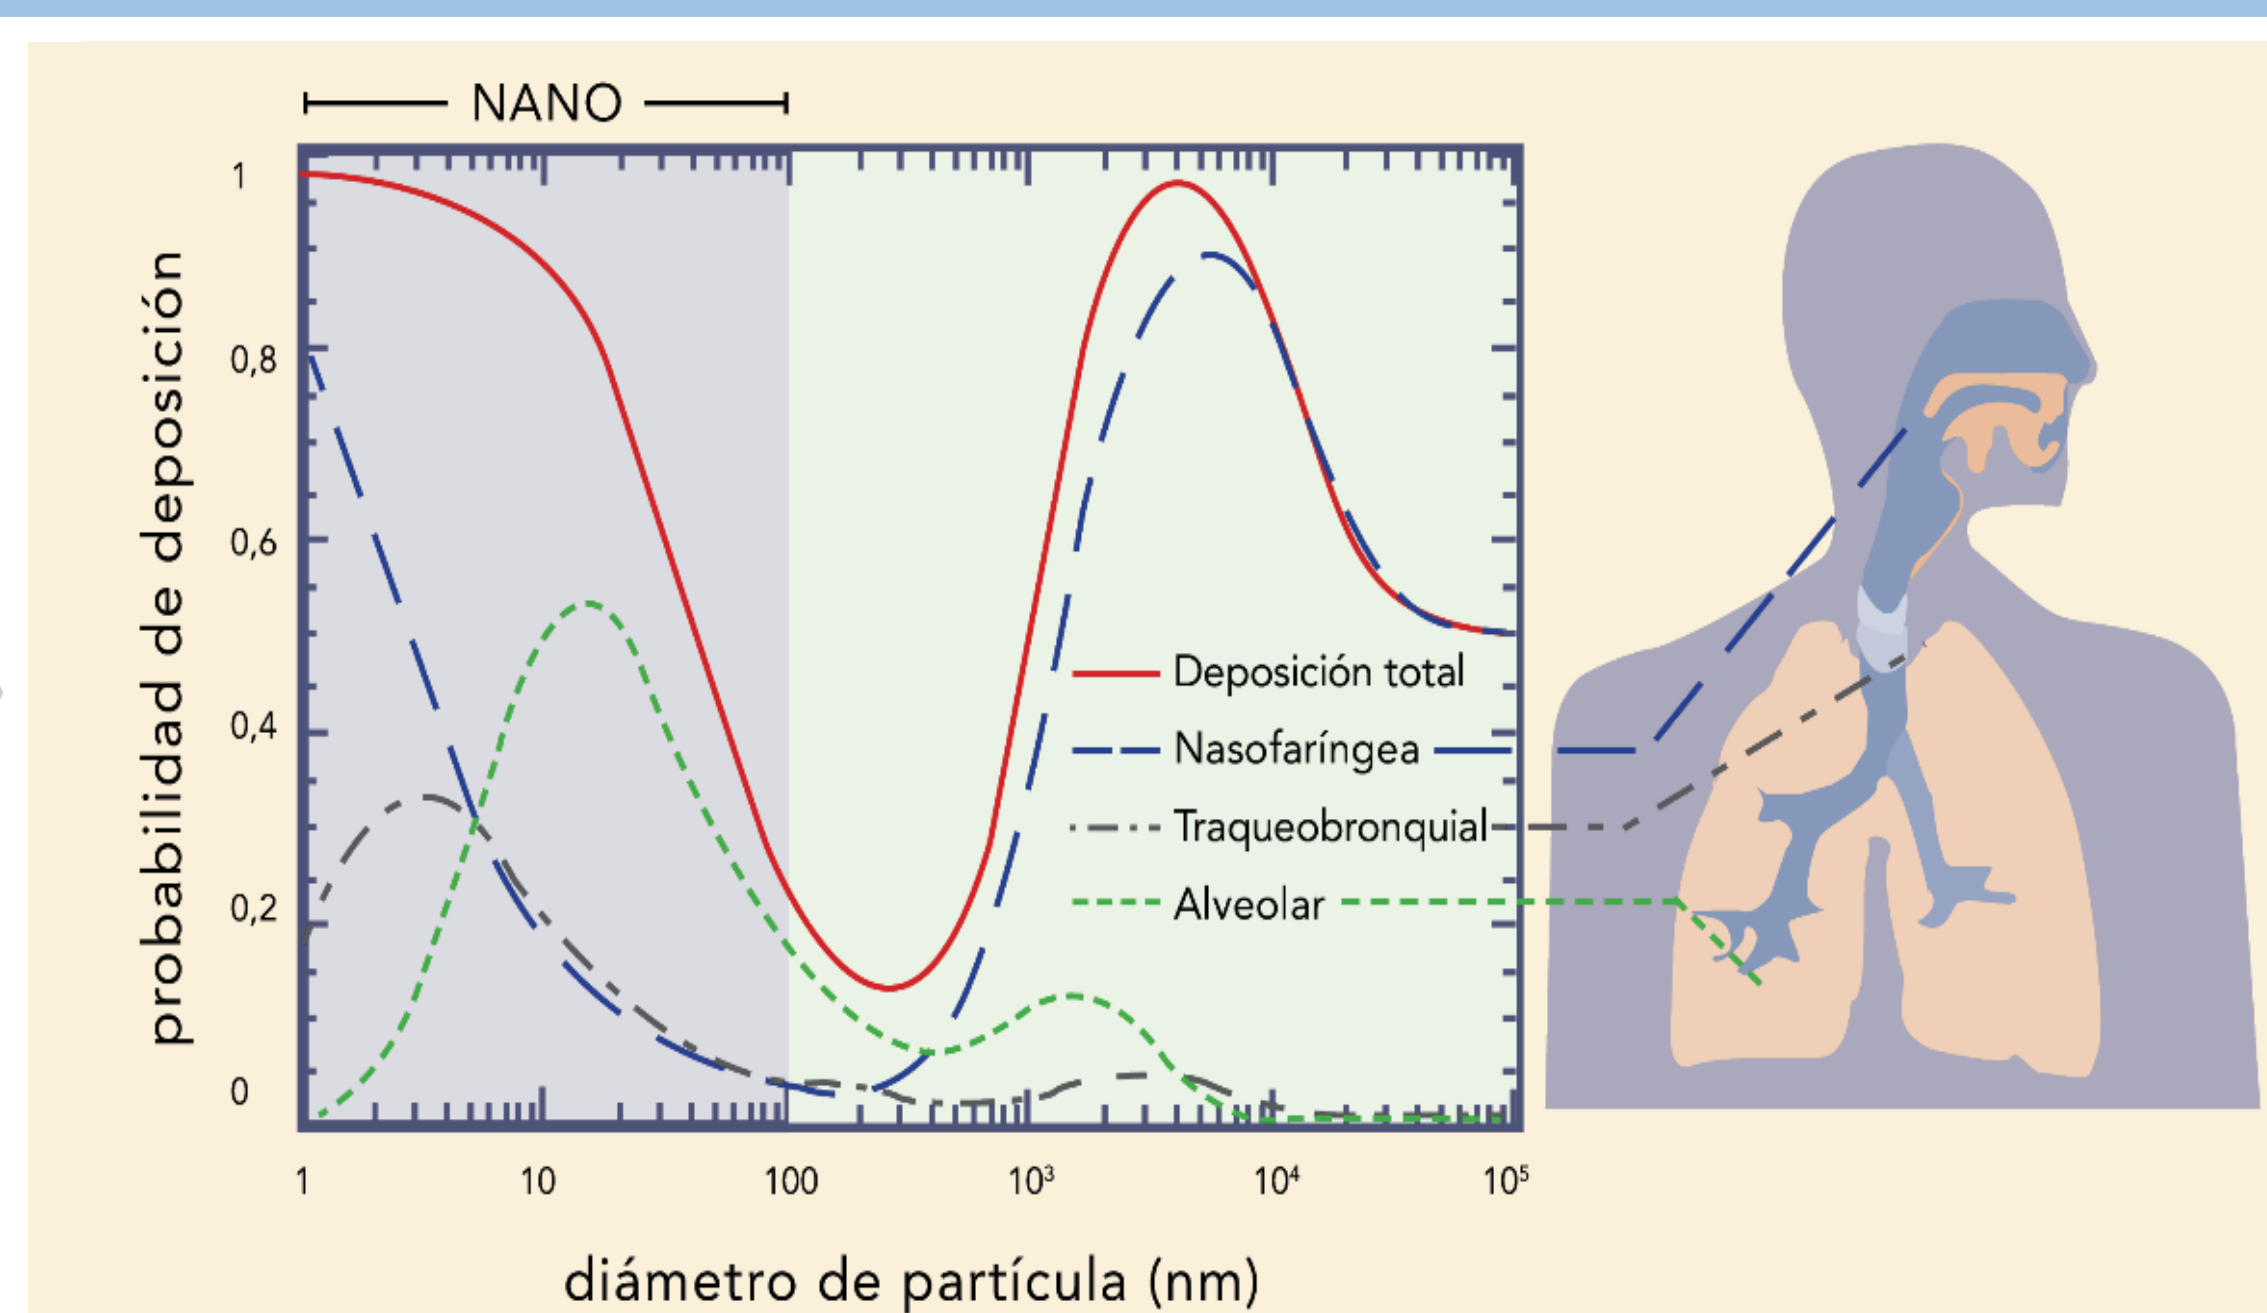 NANO
probabilidad de deposición
1
0,8
0,6
0,4
0,2
0
Deposición total
Nasofaríngea
Traqueobronquial
Alveolar
1 10 100 10³ 10⁴ 10⁵
diámetro de partícula (nm)